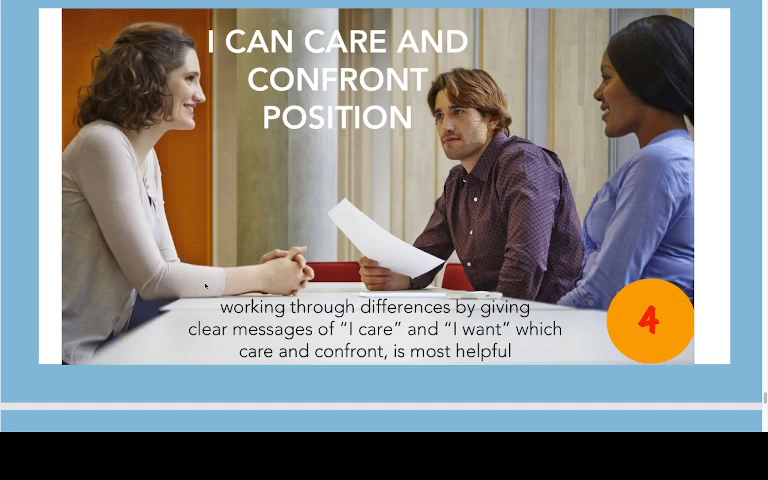 I CAN CARE AND
CONFRONT
POSITION
working through differences by giving
clear messages of “I care” and “I want” which
care and confront, is most helpful
4